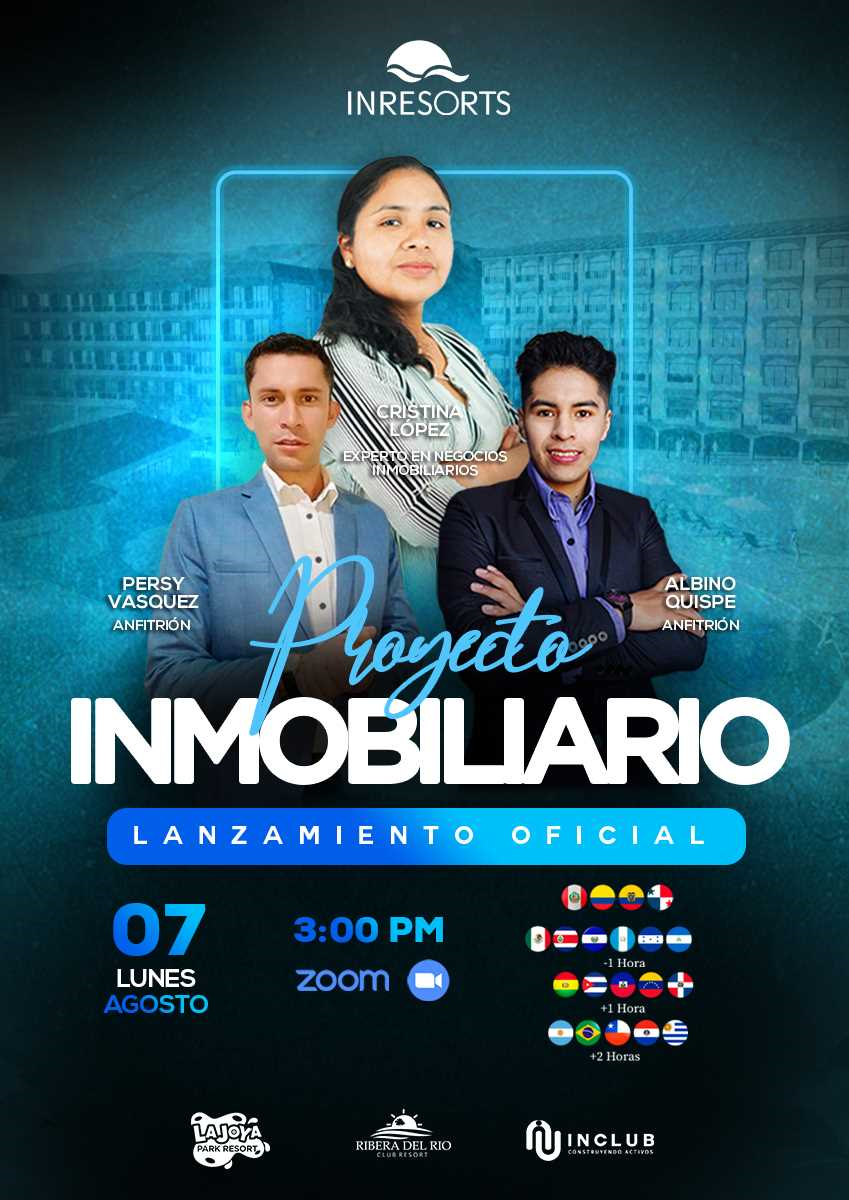 INRESORTS
CRISTINA
LÓPEZ
EXPERTO EN NEGOCIOS
INMOBILIARIOS
PERSY
VASQUEZ
ANFITRIÓN
ALBINO
QUISPE
ANFITRIÓN
Proyecto
INMOBILIARIO
LANZAMIENTO OFICIAL
07
LUNES
AGOSTO
3:00 PM
zoom
-1 Hora
+1 Hora
+2 Horas
LA JOYA
PARK RESORT
RIBERA DEL RIO
CLUB RESORT
INCLUB
CONSTRUYENDO ACTIVOS